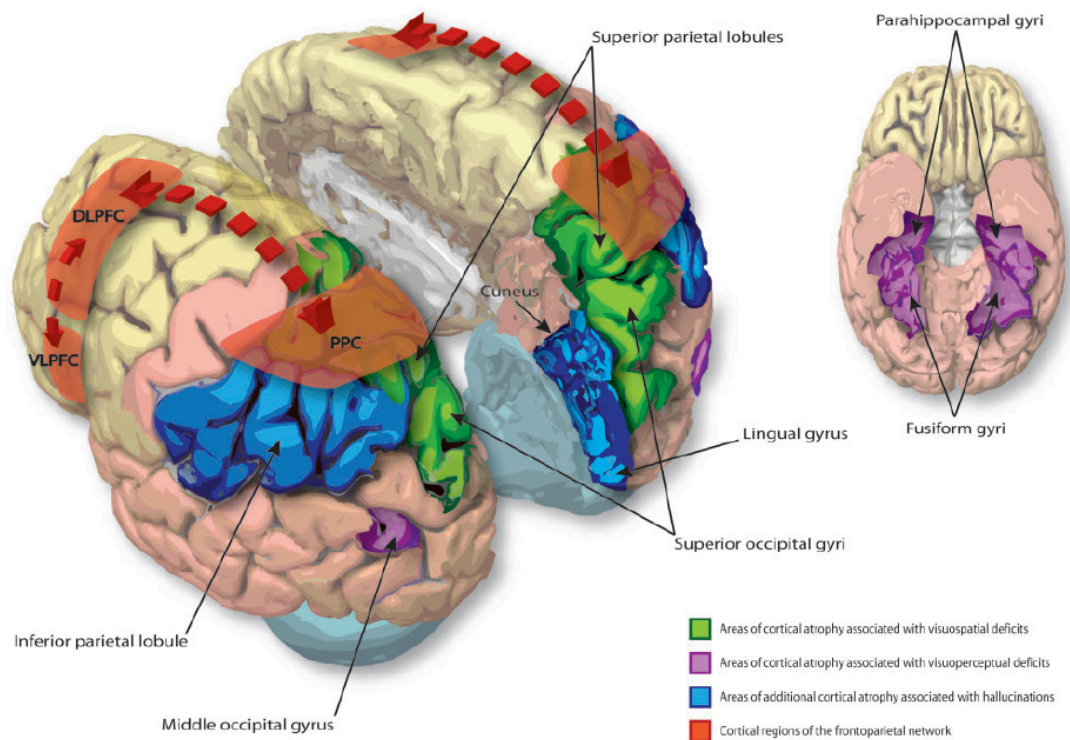 Superior parietal lobules
Parahippocampal gyri
DLPFC
VLPFC
PPC
Cuneus
Lingual gyrus
Fusiform gyri
Superior occipital gyri
Inferior parietal lobule
Middle occipital gyrus
Areas of cortical atrophy associated with visuospatial deficits
Areas of cortical atrophy associated with visuoperceptual deficits
Areas of additional cortical atrophy associated with hallucinations
Cortical regions of the frontoparietal network